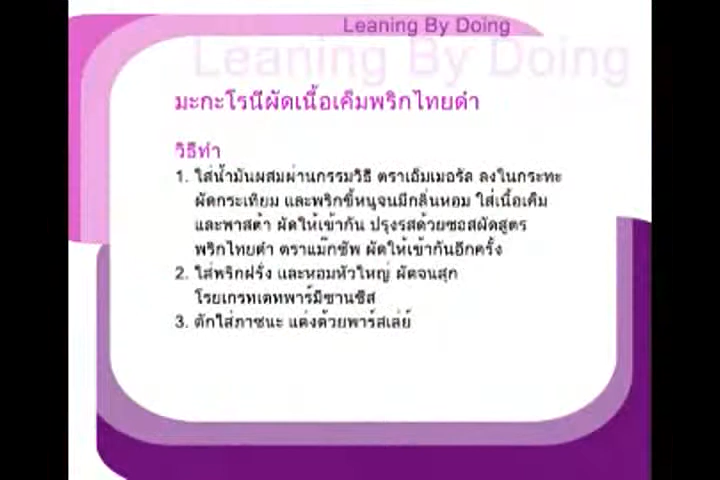 Leaning By Doing
Leaning By Doing
มะกะโรนีผัดเนื้อเค็มพริกไทยดำ
วิธีทำ
1. ใส่น้ำมันผสมผ่านกรรมวิธี ตราเอ็มเมอรัล ลงในกระทะ
ผัดกระเทียม และพริกขี้หนูจนมีกลิ่นหอม ใส่เนื้อเค็ม
และพาสต้า ผัดให้เข้ากัน ปรุงรสด้วยซอสผัดสูตร
พริกไทยดำ ตราแม๊กซัพ ผัดให้เข้ากันอีกครั้ง
2. ใส่พริกฝรั่ง และหอมหัวใหญ่ ผัดจนสุก
โรยเกรทเดทพาร์มีซานชีส
3. ตักใส่ภาชนะ แต่งด้วยพาร์สเล่ย์